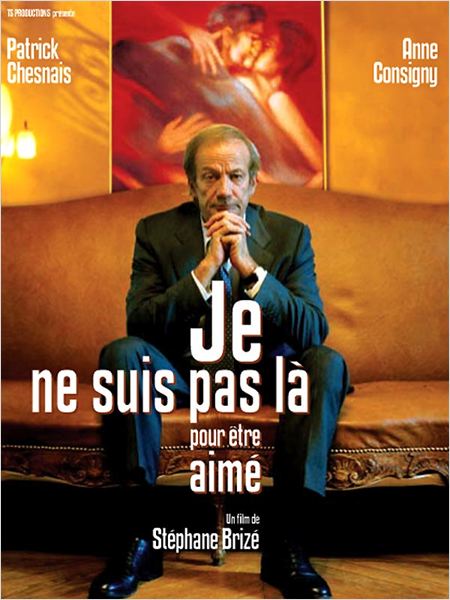 TS PRODUCTIONS présente
Patrick
Chesnais
Anne
Consigny
Je
ne suis pas là
pour être
aimé
Un film de
Stéphane Brizé